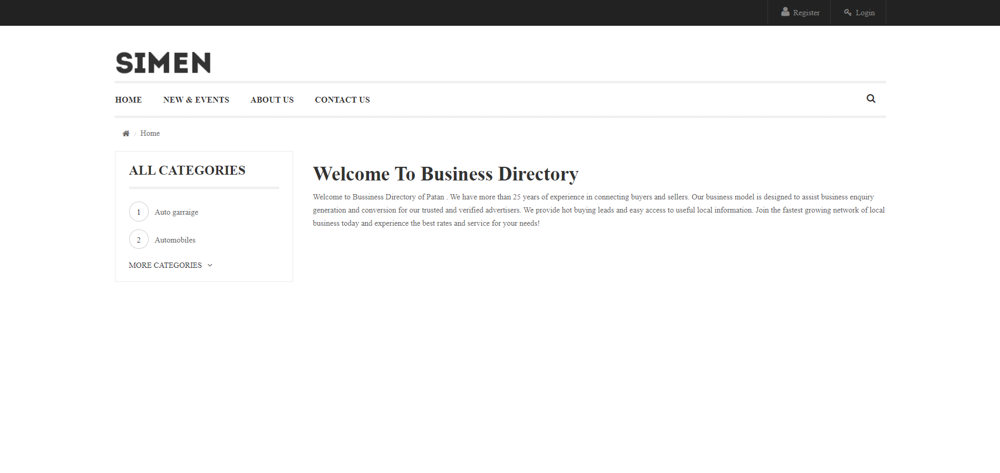 Register
Login
SIMEN
HOME
NEW & EVENTS
ABOUT US
CONTACT US
/ Home
ALL CATEGORIES
1 Auto garraige
2 Automobiles
MORE CATEGORIES
Welcome To Business Directory
Welcome to Bussiness Directory of Patan . We have more than 25 years of experience in connecting buyers and sellers. Our business model is designed to assist business enquiry
generation and conversion for our trusted and verified advertisers. We provide hot buying leads and easy access to useful local information. Join the fastest growing network of local
business today and experience the best rates and service for your needs!